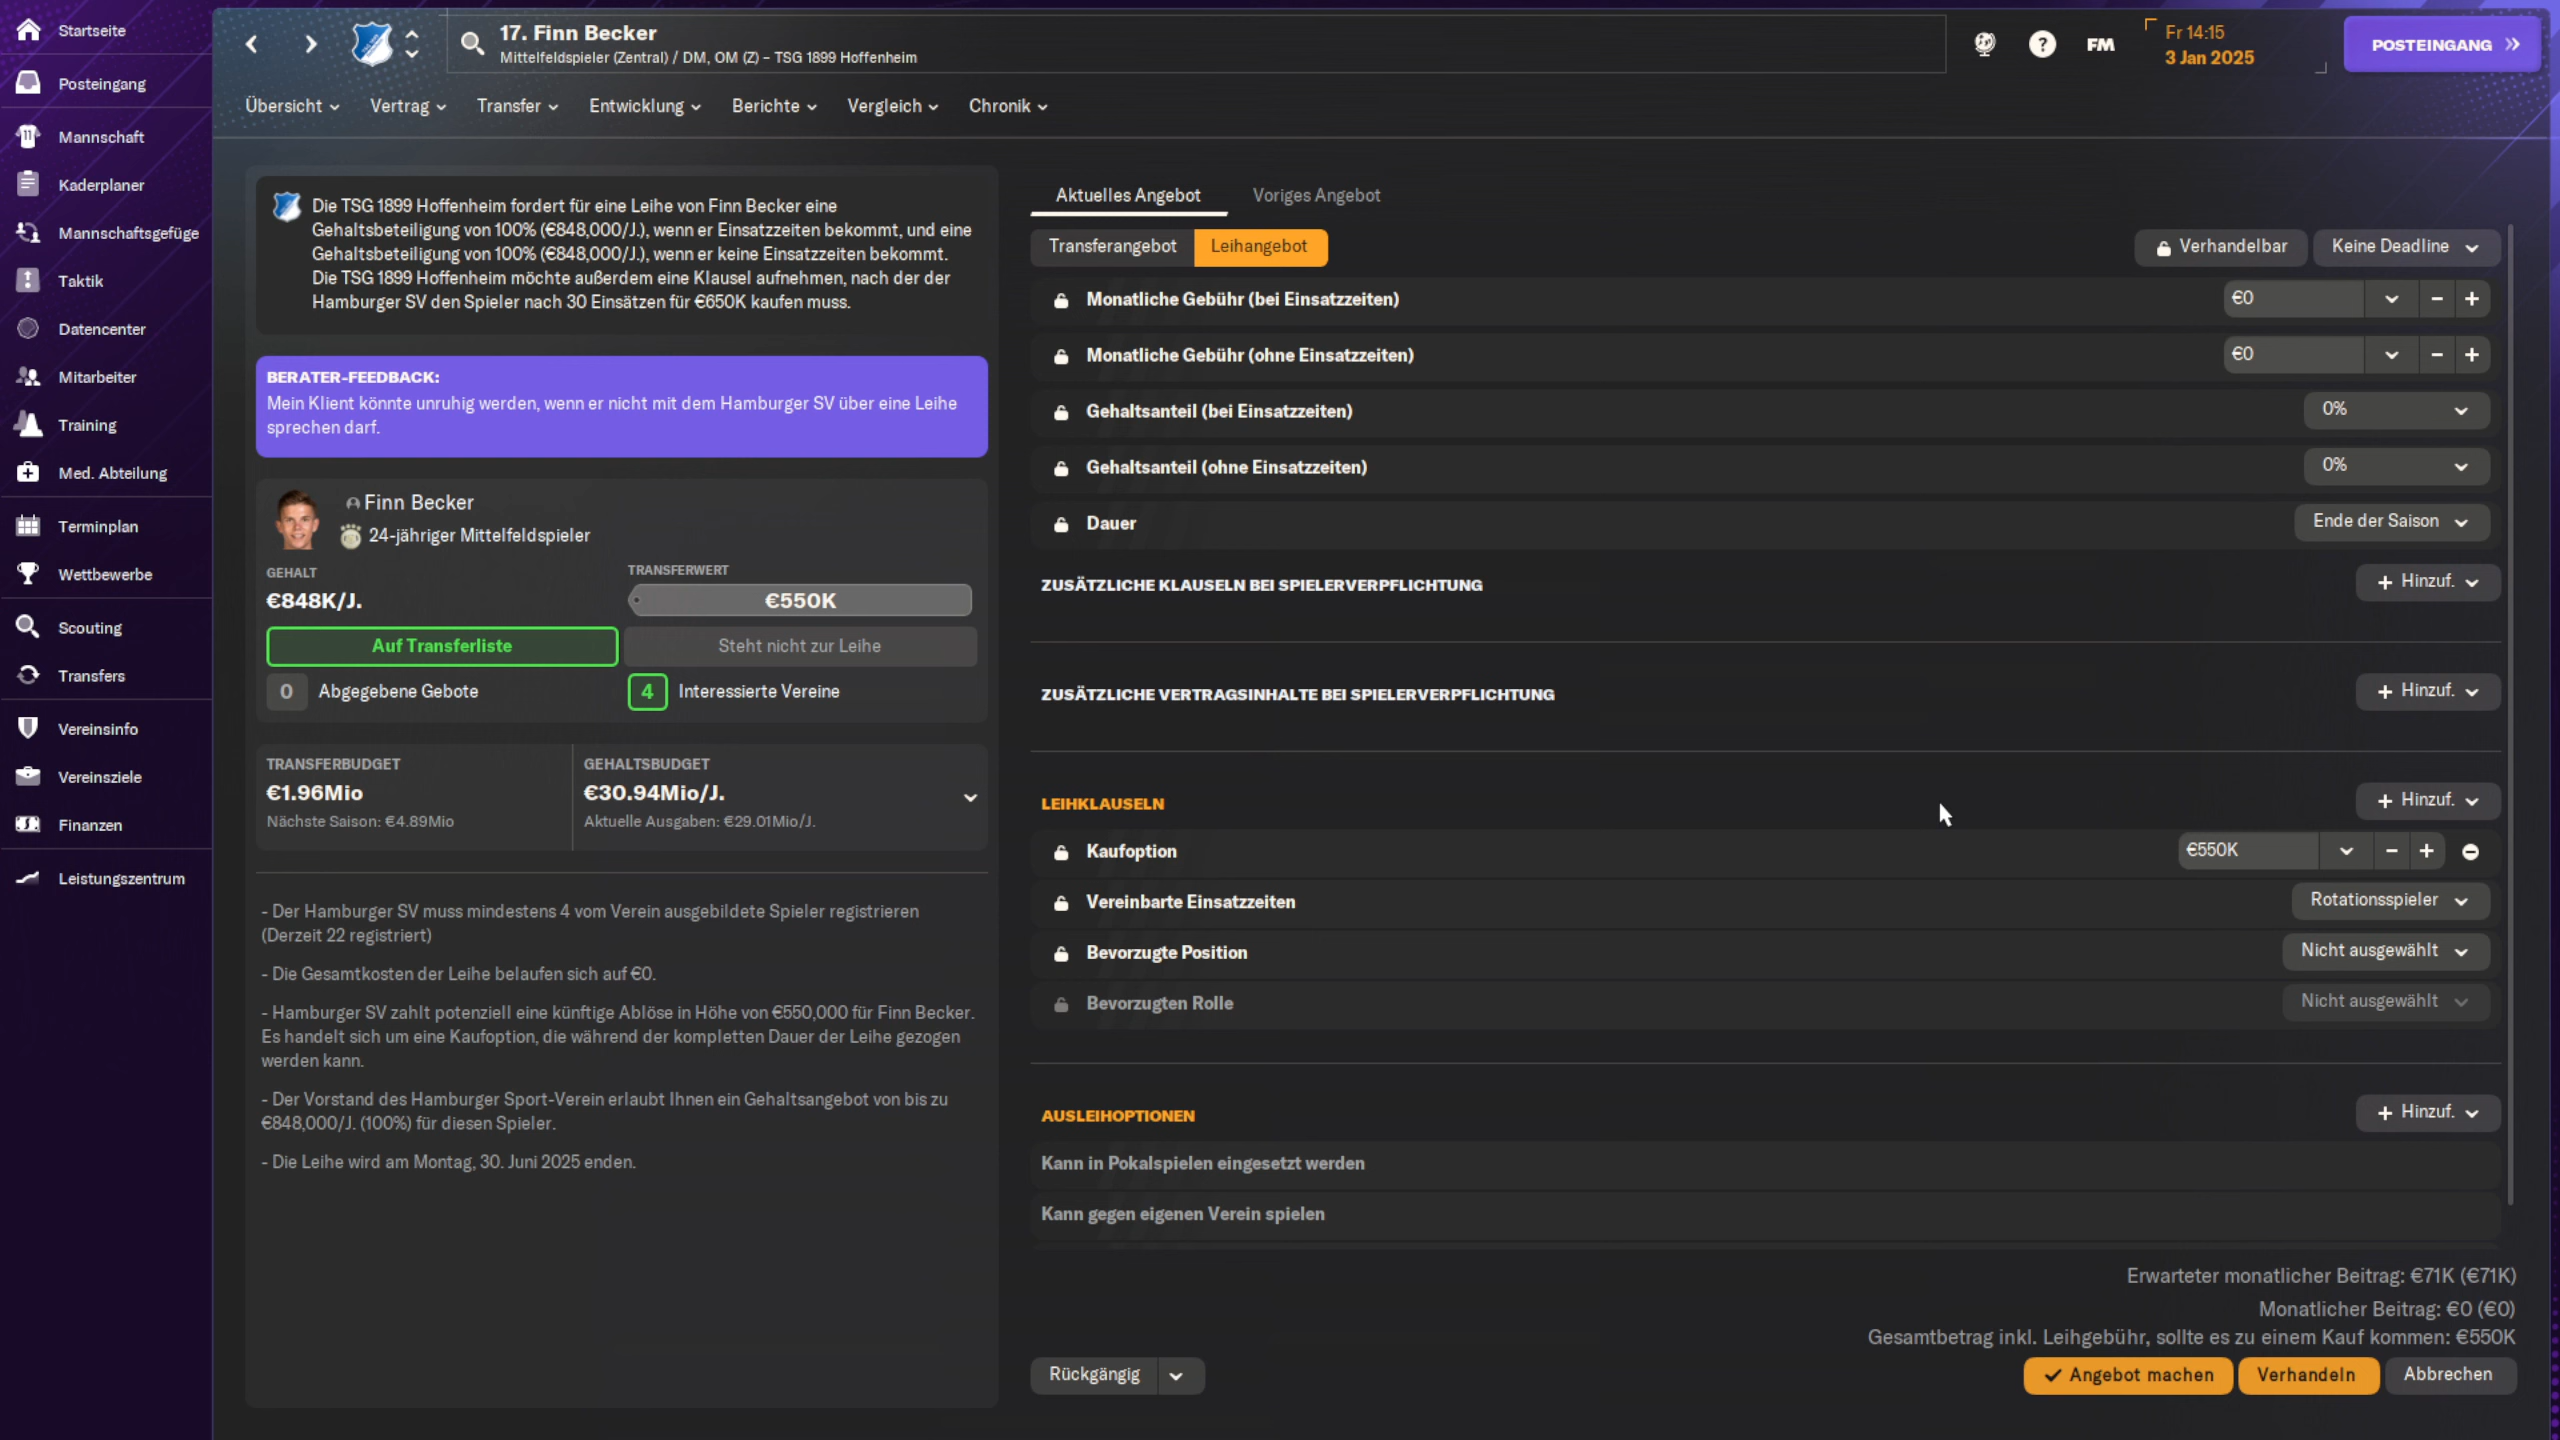 Startseite
Posteingang
Mannschaft
Kaderplaner
Mannschaftsgefüge
Taktik
Datencenter
Mitarbeiter
Training
Med. Abteilung
Terminplan
Wettbewerbe
Scouting
Transfers
Vereinsinfo
Vereinsziele
Finanzen
Leistungszentrum
17. Finn Becker
Mittelfeldspieler (Zentral) / DM, OM (Z) - TSG 1899 Hoffenheim
FM
Fr 14:15
3 Jan 2025
POSTEINGANG
Übersicht
Vertrag
Transfer
Entwicklung
Berichte
Vergleich
Chronik
Die TSG 1899 Hoffenheim fordert für eine Leihe von Finn Becker eine
Gehaltsbeteiligung von 100% (€848,000/J.), wenn er Einsatzzeiten bekommt, und eine
Gehaltsbeteiligung von 100% (€848,000/J.), wenn er keine Einsatzzeiten bekommt.
Die TSG 1899 Hoffenheim möchte außerdem eine Klausel aufnehmen, nach der der
Hamburger SV den Spieler nach 30 Einsätzen für €650K kaufen muss.
BERATER-FEEDBACK:
Mein Klient könnte unruhig werden, wenn er nicht mit dem Hamburger SV über eine Leihe
sprechen darf.
Finn Becker
24-jähriger Mittelfeldspieler
GEHALT
€848K/J.
TRANSFERWERT
€550K
Auf Transferliste
Steht nicht zur Leihe
0 Abgegebene Gebote
4 Interessierte Vereine
TRANSFERBUDGET
€1.96Mio
Nächste Saison: €4.89Mio
GEHALTSBUDGET
€30.94Mio/J.
Aktuelle Ausgaben: €29.01Mio/J.
- Der Hamburger SV muss mindestens 4 vom Verein ausgebildete Spieler registrieren
(Derzeit 22 registriert)
- Die Gesamtkosten der Leihe belaufen sich auf €0.
- Hamburger SV zahlt potenziell eine künftige Ablöse in Höhe von €550,000 für Finn Becker.
Es handelt sich um eine Kaufoption, die während der kompletten Dauer der Leihe gezogen
werden kann.
- Der Vorstand des Hamburger Sport-Verein erlaubt Ihnen ein Gehaltsangebot von bis zu
€848,000/J. (100%) für diesen Spieler.
- Die Leihe wird am Montag, 30. Juni 2025 enden.
Aktuelles Angebot
Voriges Angebot
Transferangebot
Leihangebot
Verhandelbar
Keine Deadline
Monatliche Gebühr (bei Einsatzzeiten)
€0
Monatliche Gebühr (ohne Einsatzzeiten)
€0
Gehaltsanteil (bei Einsatzzeiten)
0%
Gehaltsanteil (ohne Einsatzzeiten)
0%
Dauer
Ende der Saison
ZUSÄTZLICHE KLAUSELN BEI SPIELERVERPFLICHTUNG
+ Hinzuf.
ZUSÄTZLICHE VERTRAGSINHALTE BEI SPIELERVERPFLICHTUNG
+ Hinzuf.
LEIHKLAUSELN
+ Hinzuf.
Kaufoption
€550K
Vereinbarte Einsatzzeiten
Rotationsspieler
Bevorzugte Position
Nicht ausgewählt
Bevorzugten Rolle
Nicht ausgewählt
AUSLEIHOPTIONEN
+ Hinzuf.
Kann in Pokalspielen eingesetzt werden
Kann gegen eigenen Verein spielen
Erwarteter monatlicher Beitrag: €71K (€71K)
Monatlicher Beitrag: €0 (€0)
Gesamtbetrag inkl. Leihgebühr, sollte es zu einem Kauf kommen: €550K
Rückgängig
Angebot machen
Verhandeln
Abbrechen